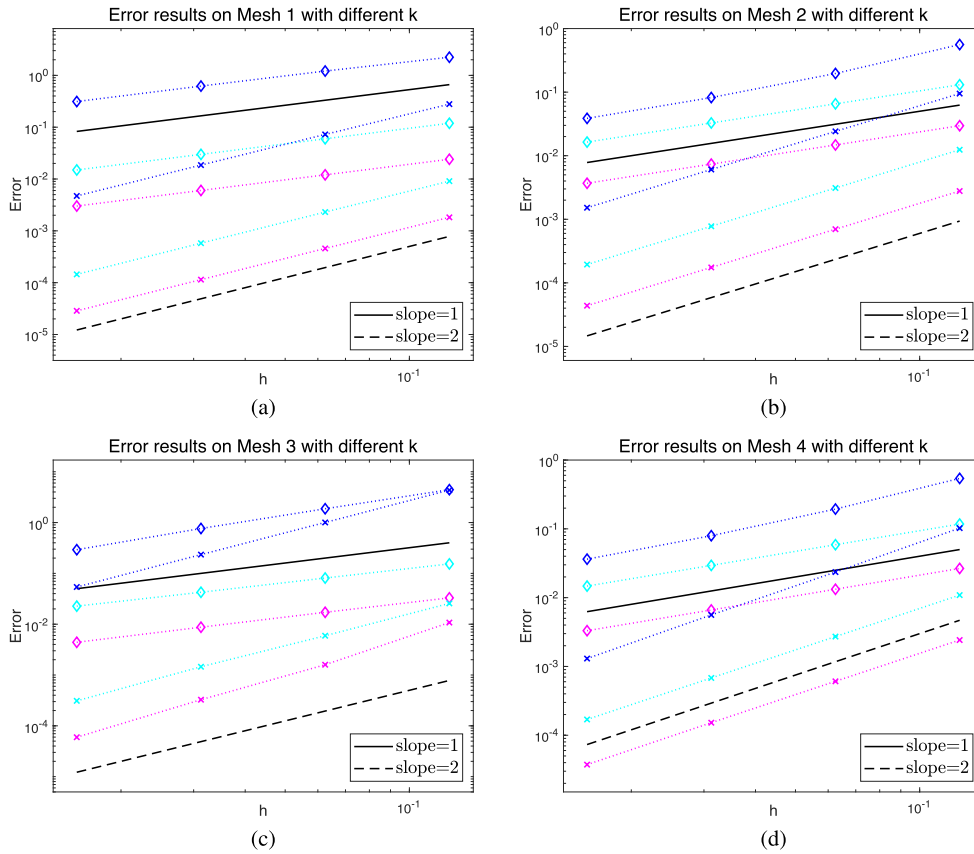 Error results on Mesh 1 with different k
Error
10^0
10^-1
10^-2
10^-3
10^-4
10^-5
slope=1
slope=2
10^-1
h
(a)
Error results on Mesh 2 with different k
Error
10^0
10^-1
10^-2
10^-3
10^-4
10^-5
slope=1
slope=2
10^-1
h
(b)
Error results on Mesh 3 with different k
Error
10^0
10^-2
10^-4
slope=1
slope=2
10^-1
h
(c)
Error results on Mesh 4 with different k
Error
10^0
10^-1
10^-2
10^-3
10^-4
slope=1
slope=2
10^-1
h
(d)